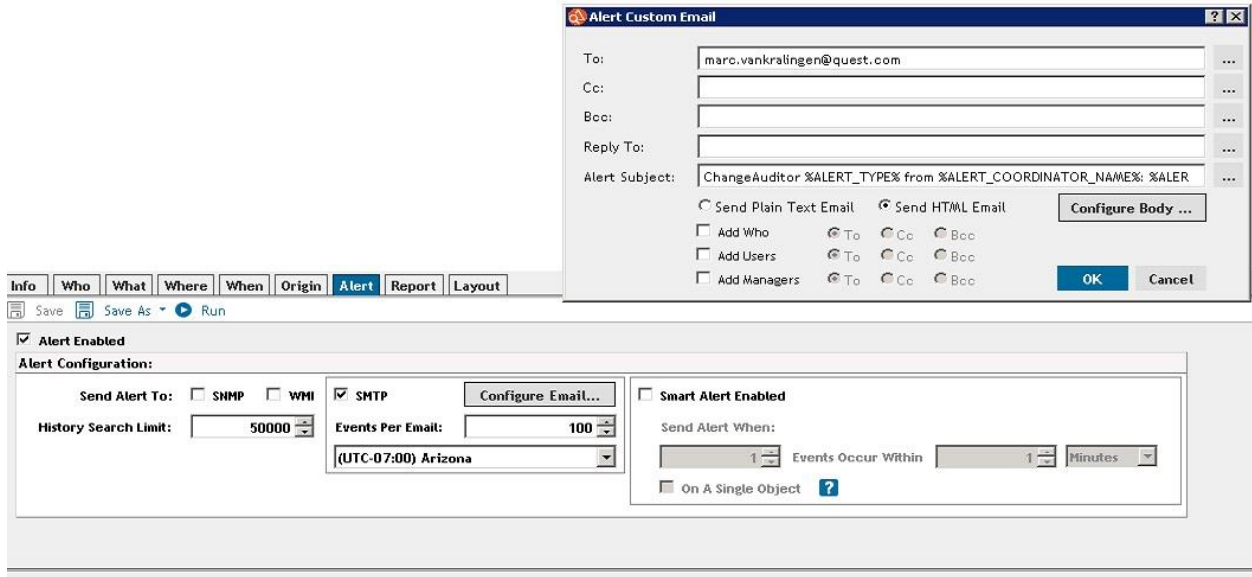 Alert Custom Email
To: marc.vankralingen@quest.com ...
Cc: ...
Bcc: ...
Reply To: ...
Alert Subject: ChangeAuditor %ALERT_TYPE% from %ALERT_COORDINATOR_NAME%: %ALER ...
Send Plain Text Email Send HTML Email Configure Body ...
Add Who To Cc Bcc
Add Users To Cc Bcc
Add Managers To Cc Bcc OK Cancel
Info Who What Where When Origin Alert Report Layout
Save Save As Run
Alert Enabled
Alert Configuration:
Send Alert To: SNMP WMI SMTP Configure Email... Smart Alert Enabled
History Search Limit: 50000 Events Per Email: 100 Send Alert When:
(UTC-07:00) Arizona 1 Events Occur Within 1 Minutes
On A Single Object ?